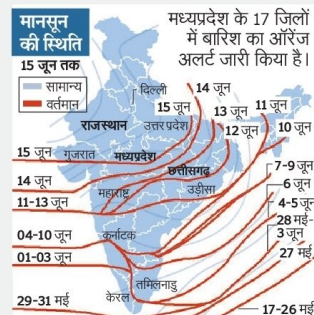 मानसून
की स्थिति
15 जून तक
सामान्य
वर्तमान
मध्यप्रदेश के 17 जिलों
में बारिश का ऑरेंज
अलर्ट जारी किया है।
दिल्ली
14 जून
15 जून
13 जून
11 जून
राजस्थान
उत्तर प्रदेश
12 जून
10 जून
15 जून
गुजरात
मध्यप्रदेश
7-9 जून
14 जून
छत्तीसगढ़
6 जून
11-13 जून
महाराष्ट्र
उड़ीसा
4-5 जून
28 मई-
3 जून
04-10 जून
कर्नाटक
01-03 जून
27 मई
तमिलनाडु
29-31 मई
केरल
17-26 मई